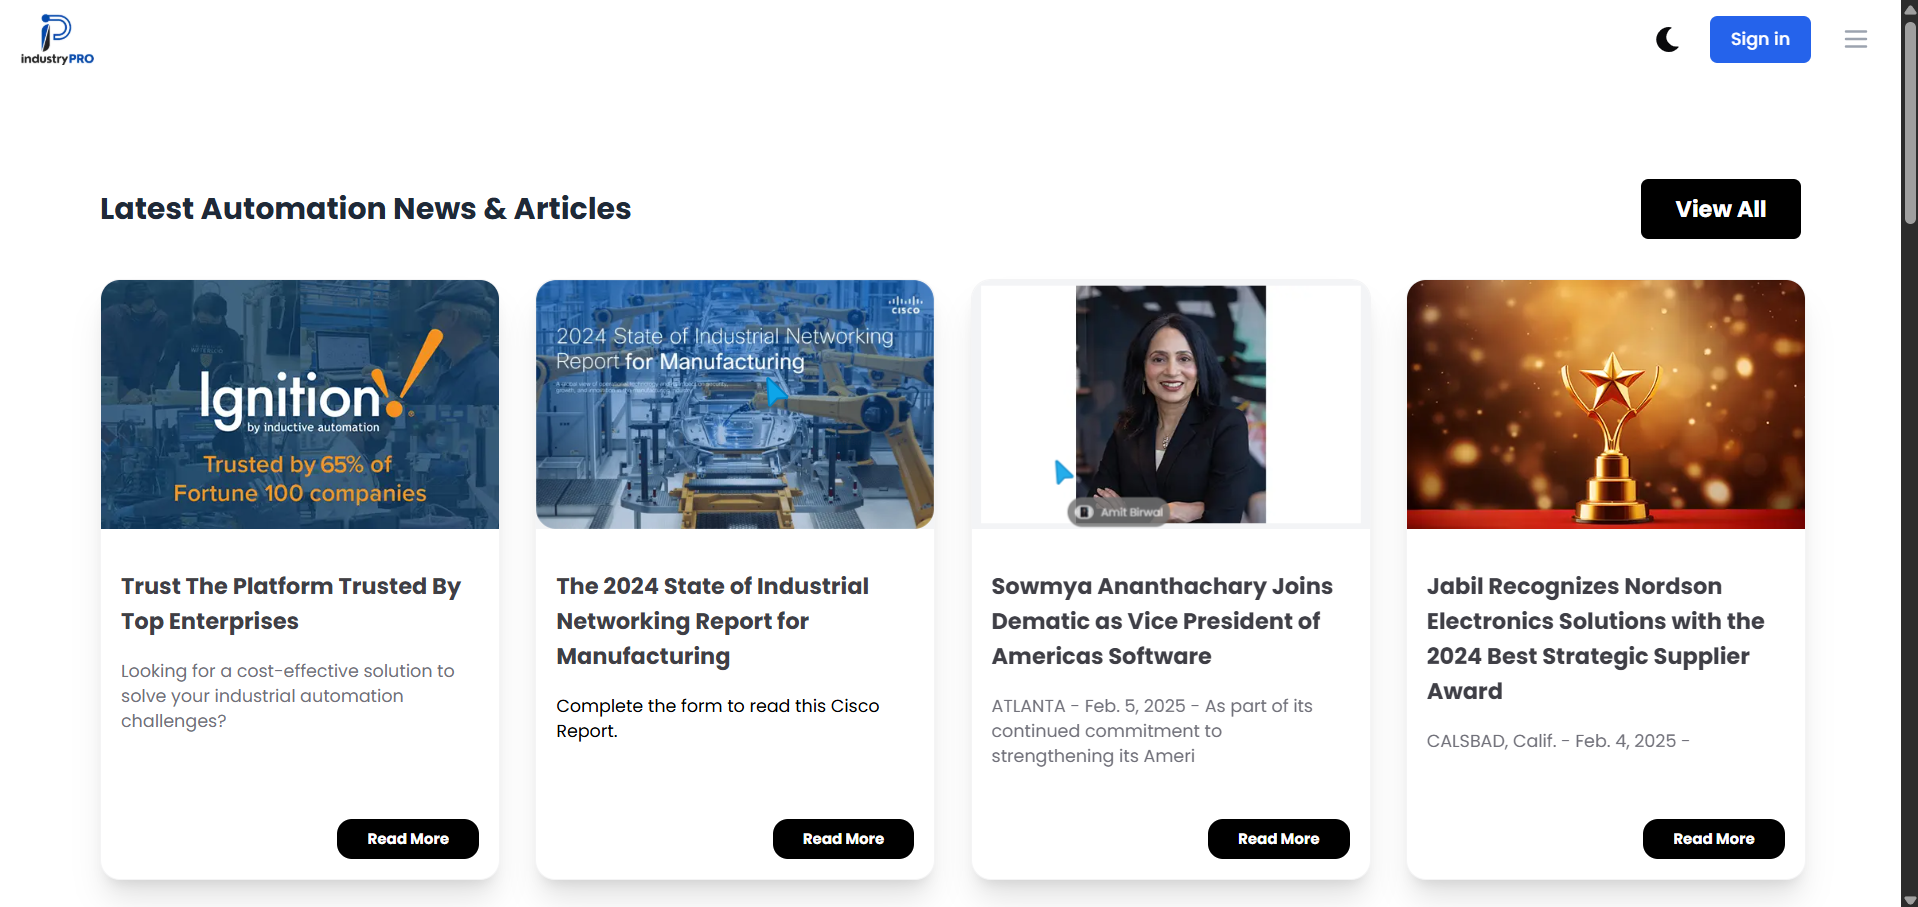 industryPRO
Sign in
Latest Automation News & Articles
View All
Ignition!
by inductive automation
Trusted by 65% of
Fortune 100 companies
CISCO
2024 State of Industrial Networking
Report for Manufacturing
Amit Birwal
Trust The Platform Trusted By
Top Enterprises
Looking for a cost-effective solution to
solve your industrial automation
challenges?
Read More
The 2024 State of Industrial
Networking Report for
Manufacturing
Complete the form to read this Cisco
Report.
Read More
Sowmya Ananthachary Joins
Dematic as Vice President of
Americas Software
ATLANTA - Feb. 5, 2025 - As part of its
continued commitment to
strengthening its Ameri
Read More
Jabil Recognizes Nordson
Electronics Solutions with the
2024 Best Strategic Supplier
Award
CALSBAD, Calif. - Feb. 4, 2025 -
Read More